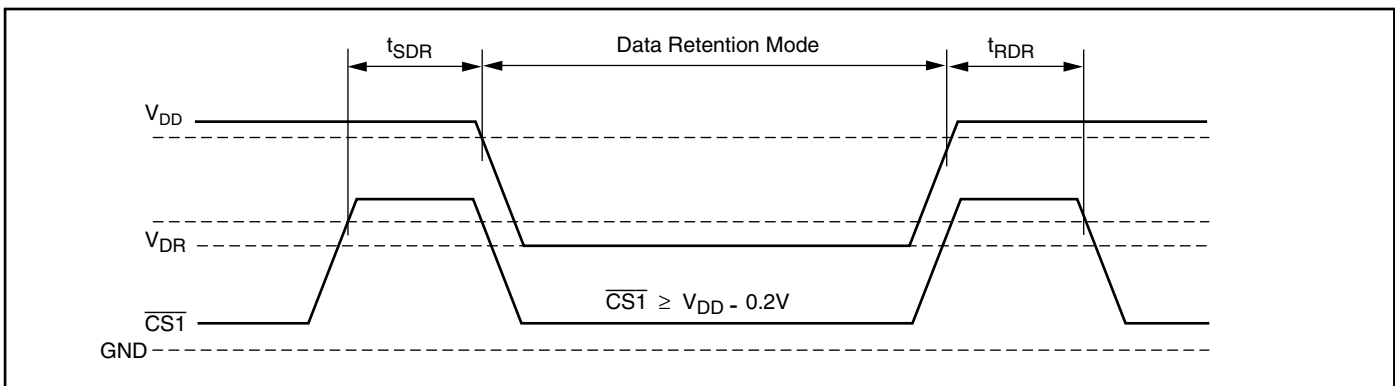 tSDR Data Retention Mode tRDR
VDD
VDR
CS1 ≥ VDD - 0.2V
CS1
GND